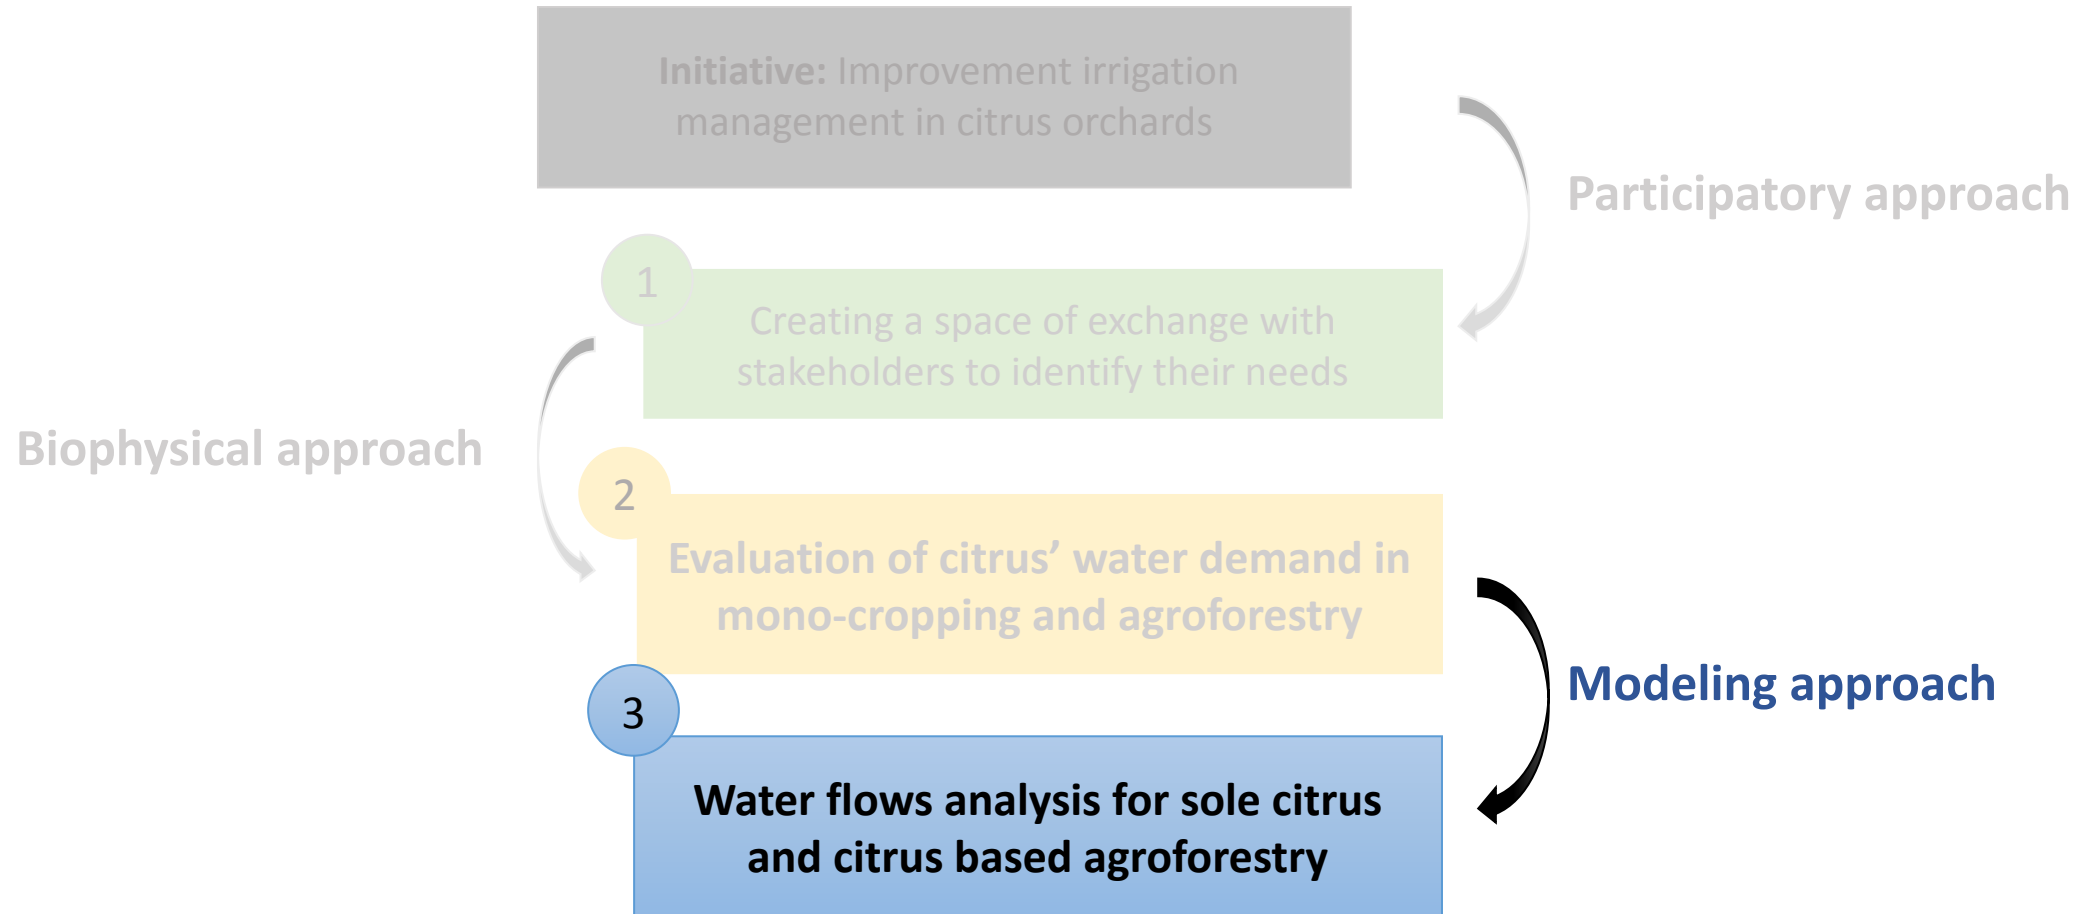 Initiative: Improvement irrigation
management in citrus orchards
Participatory approach
1
Creating a space of exchange with
stakeholders to identify their needs
Biophysical approach
2
Evaluation of citrus’ water demand in
mono-cropping and agroforestry
Modeling approach
3
Water flows analysis for sole citrus
and citrus based agroforestry